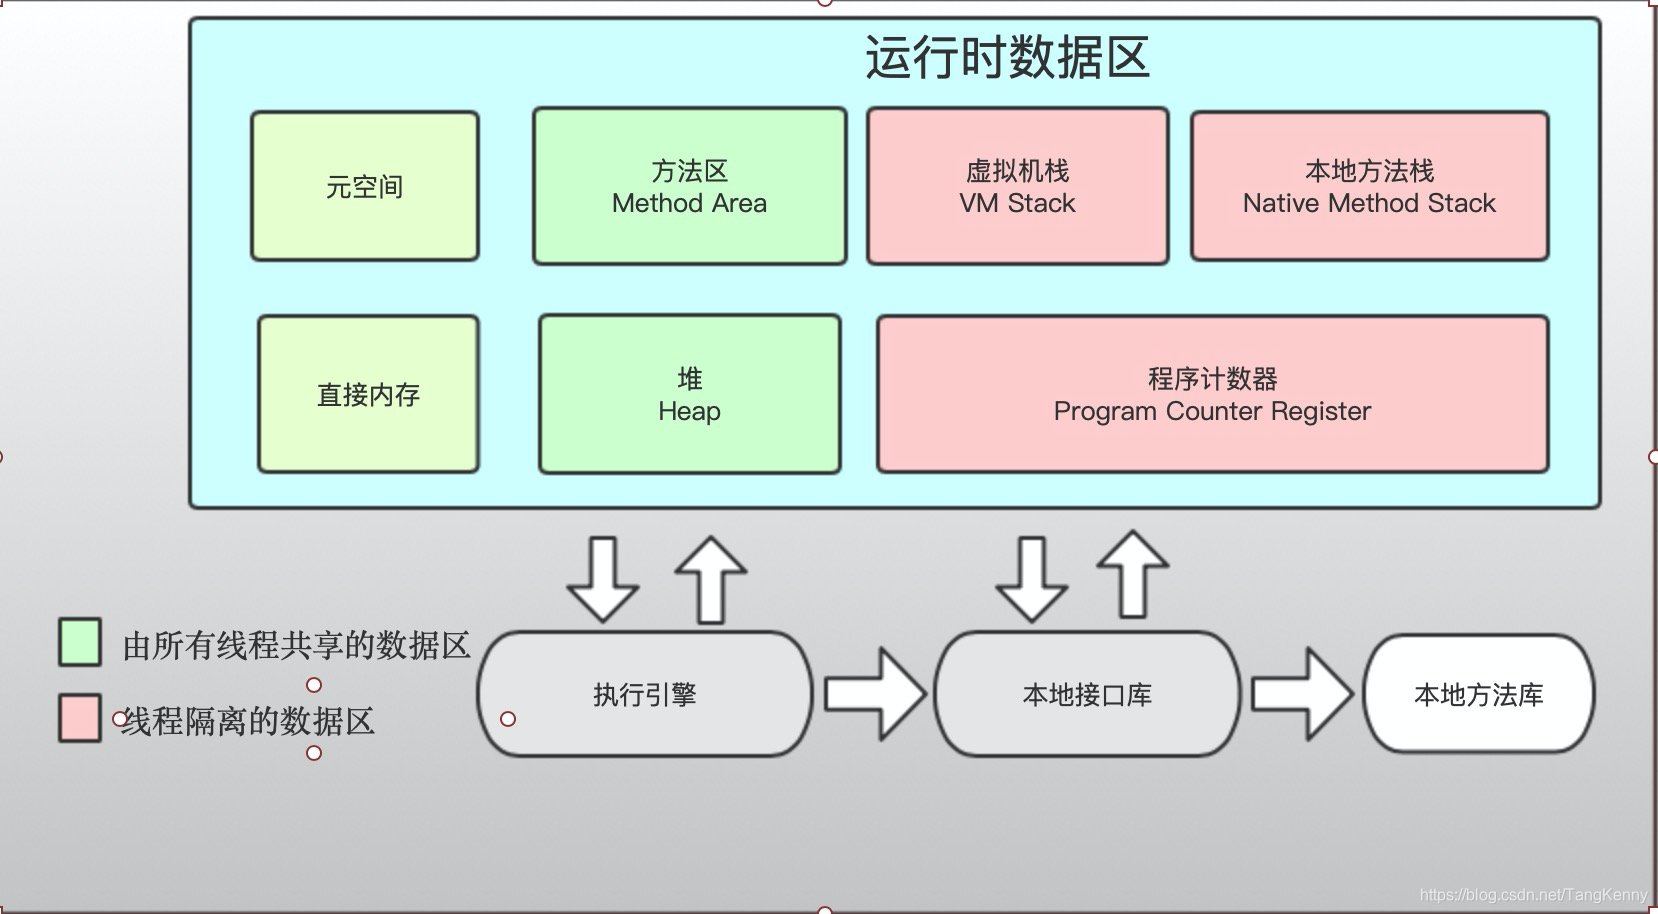 运行时数据区
元空间
方法区
Method Area
虚拟机栈
VM Stack
本地方法栈
Native Method Stack
直接内存
堆
Heap
程序计数器
Program Counter Register
由所有线程共享的数据区
线程隔离的数据区
执行引擎
本地接口库
本地方法库
https://blog.csdn.net/TangKenny